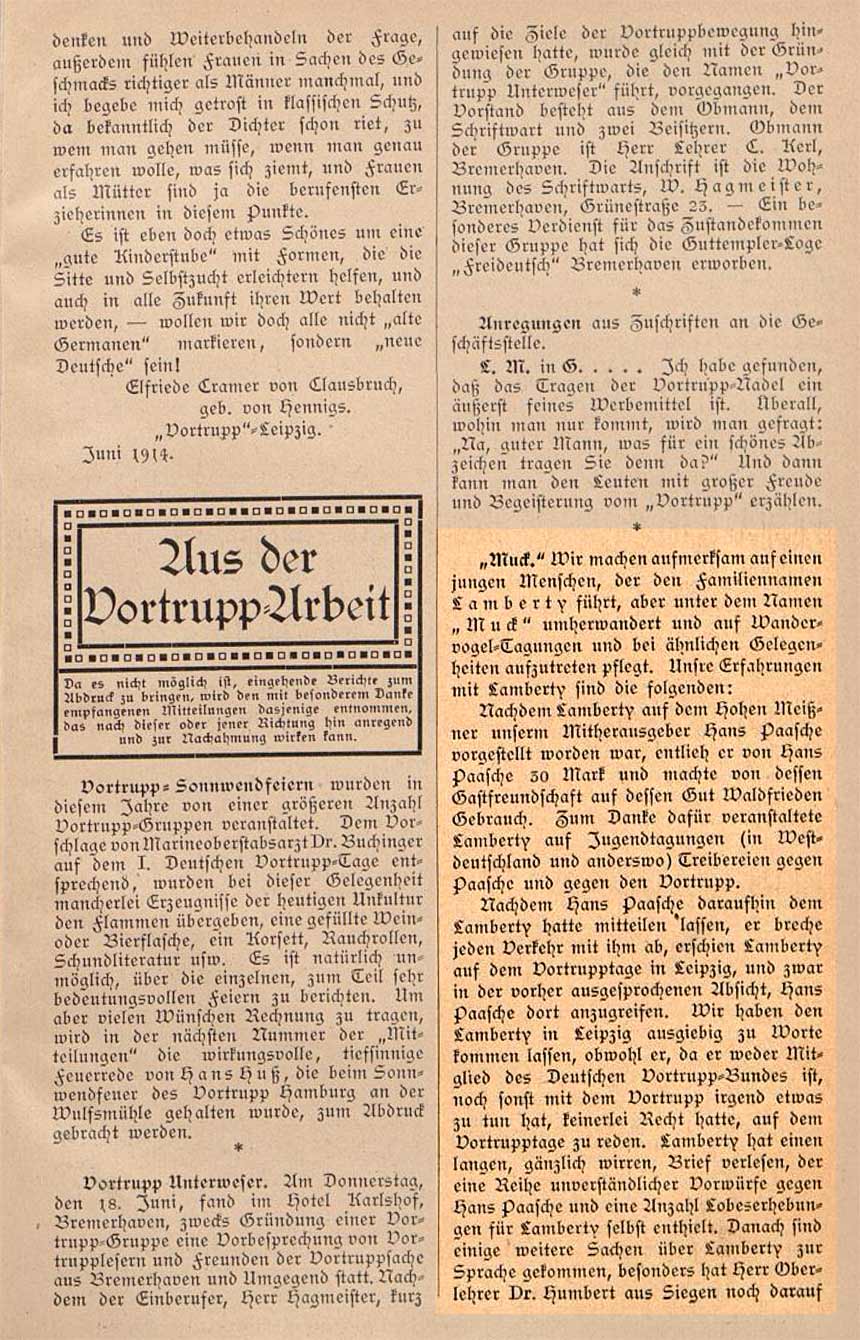 denken und Weiterbehandeln der Frage,
außerdem fühlen Frauen in Sachen des Ge-
schmacks richtiger als Männer manchmal, und
ich begebe mich getrost in klassischen Schutz,
da bekanntlich der Dichter schon riet, zu
wem man gehen müsse, wenn man genau
erfahren wolle, was sich ziemt, und Frauen
als Mütter sind ja die berufensten Er-
zieherinnen in diesem Punkte.
Es ist eben doch etwas Schönes um eine
„gute Kinderstube“ mit Formen, die die
Sitte und Selbstzucht erleichtern helfen, und
auch in alle Zukunft ihren Wert behalten
werden, — wollen wir doch alle nicht „alte
Germanen“ markieren, sondern „neue
Deutsche“ sein!
Elfriede Cramer von Clausbruch,
geb. von Hennigs.
„Vortrupp“-Leipzig.
Juni 1914.
Aus der
Vortrupp-Arbeit
Da es nicht möglich ist, eingehende Berichte zum
Abdruck zu bringen, wird den mit besonderem Danke
empfangenen Mitteilungen dasjenige entnommen,
das nach dieser oder jener Richtung hin anregend
und zur Nachahmung wirken kann.
Vortrupp-Sonnwendfeiern wurden in
diesem Jahre von einer größeren Anzahl
Vortrupp-Gruppen veranstaltet. Dem Vor-
schlage von Marineoberstabsarzt Dr. Buchinger
auf dem I. Deutschen Vortrupp-Tage ent-
sprechend, wurden bei dieser Gelegenheit
mancherlei Erzeugnisse der heutigen Unkultur
den Flammen übergeben, eine gefüllte Wein-
oder Bierflasche, ein Korsett, Rauchrollen,
Schundliteratur usw. Es ist natürlich un-
möglich, über die einzelnen, zum Teil sehr
bedeutungsvollen Feiern zu berichten. Um
aber vielen Wünschen Rechnung zu tragen,
wird in der nächsten Nummer der „Mit-
teilungen“ die wirkungsvolle, tiefsinnige
Feuerrede von Hans Huß, die beim Sonn-
wendfeuer des Vortrupp Hamburg an der
Wulfsmühle gehalten wurde, zum Abdruck
gebracht werden.
*
Vortrupp Unterweser. Am Donnerstag,
den 18. Juni, fand im Hotel Karlshof,
Bremerhaven, zwecks Gründung einer Vor-
trupp-Gruppe eine Vorbesprechung von Vor-
trupplesern und Freunden der Vortruppsache
aus Bremerhaven und Umgegend statt. Nach-
dem der Einberufer, Herr Hagmeister, kurz
auf die Ziele der Vortruppbewegung hin-
gewiesen hatte, wurde gleich mit der Grün-
dung der Gruppe, die den Namen „Vor-
trupp Unterweser“ führt, vorgegangen. Der
Vorstand besteht aus dem Obmann, dem
Schriftwart und zwei Beisitzern. Obmann
der Gruppe ist Herr Lehrer C. Kerl,
Bremerhaven. Die Anschrift ist die Woh-
nung des Schriftwarts, W. Hagmeister,
Bremerhaven, Grünestraße 23. — Ein be-
sonderes Verdienst für das Zustandekommen
dieser Gruppe hat sich die Guttempler-Loge
„Freideutsch“ Bremerhaven erworben.
*
Anregungen aus Zuschriften an die Ge-
schäftsstelle.
L. M. in G. . . . . Ich habe gefunden,
daß das Tragen der Vortrupp-Nadel ein
äußerst feines Werbemittel ist. Überall,
wohin man nur kommt, wird man gefragt:
„Na, guter Mann, was für ein schönes Ab-
zeichen tragen Sie denn da?“ Und dann
kann man den Leuten mit großer Freude
und Begeisterung vom „Vortrupp“ erzählen.
*
„Muck.“ Wir machen aufmerksam auf einen
jungen Menschen, der den Familiennamen
Lamberty führt, aber unter dem Namen
„Muck“ umherwandert und auf Wander-
vogel-Tagungen und bei ähnlichen Gelegen-
heiten aufzutreten pflegt. Unsre Erfahrungen
mit Lamberty sind die folgenden:
Nachdem Lamberty auf dem Hohen Meiß-
ner unserm Mitherausgeber Hans Paasche
vorgestellt worden war, entlieh er von Hans
Paasche 30 Mark und machte von dessen
Gastfreundschaft auf dessen Gut Waldfrieden
Gebrauch. Zum Danke dafür veranstaltete
Lamberty auf Jugendtagungen (in West-
deutschland und anderswo) Treibereien gegen
Paasche und gegen den Vortrupp.
Nachdem Hans Paasche daraufhin dem
Lamberty hatte mitteilen lassen, er breche
jeden Verkehr mit ihm ab, erschien Lamberty
auf dem Vortrupptage in Leipzig, und zwar
in der vorher ausgesprochenen Absicht, Hans
Paasche dort anzugreifen. Wir haben den
Lamberty in Leipzig ausgiebig zu Worte
kommen lassen, obwohl er, da er weder Mit-
glied des Deutschen Vortrupp-Bundes ist,
noch sonst mit dem Vortrupp irgend etwas
zu tun hat, keinerlei Recht hatte, auf dem
Vortrupptage zu reden. Lamberty hat einen
langen, gänzlich wirren, Brief verlesen, der
eine Reihe unverständlicher Vorwürfe gegen
Hans Paasche und eine Anzahl Lobeserhebun-
gen für Lamberty selbst enthielt. Danach sind
einige weitere Sachen über Lamberty zur
Sprache gekommen, besonders hat Herr Ober-
lehrer Dr. Humbert aus Siegen noch darauf